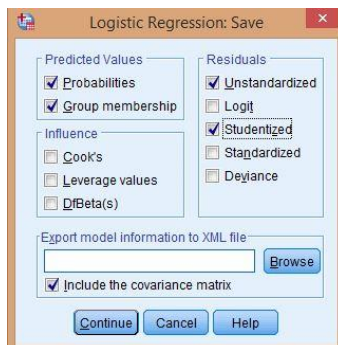 Logistic Regression: Save
Predicted Values
Probabilities
Group membership
Influence
Cook's
Leverage values
DfBeta(s)
Residuals
Unstandardized
Logit
Studentized
Standardized
Deviance
Export model information to XML file
Browse
Include the covariance matrix
Continue Cancel Help